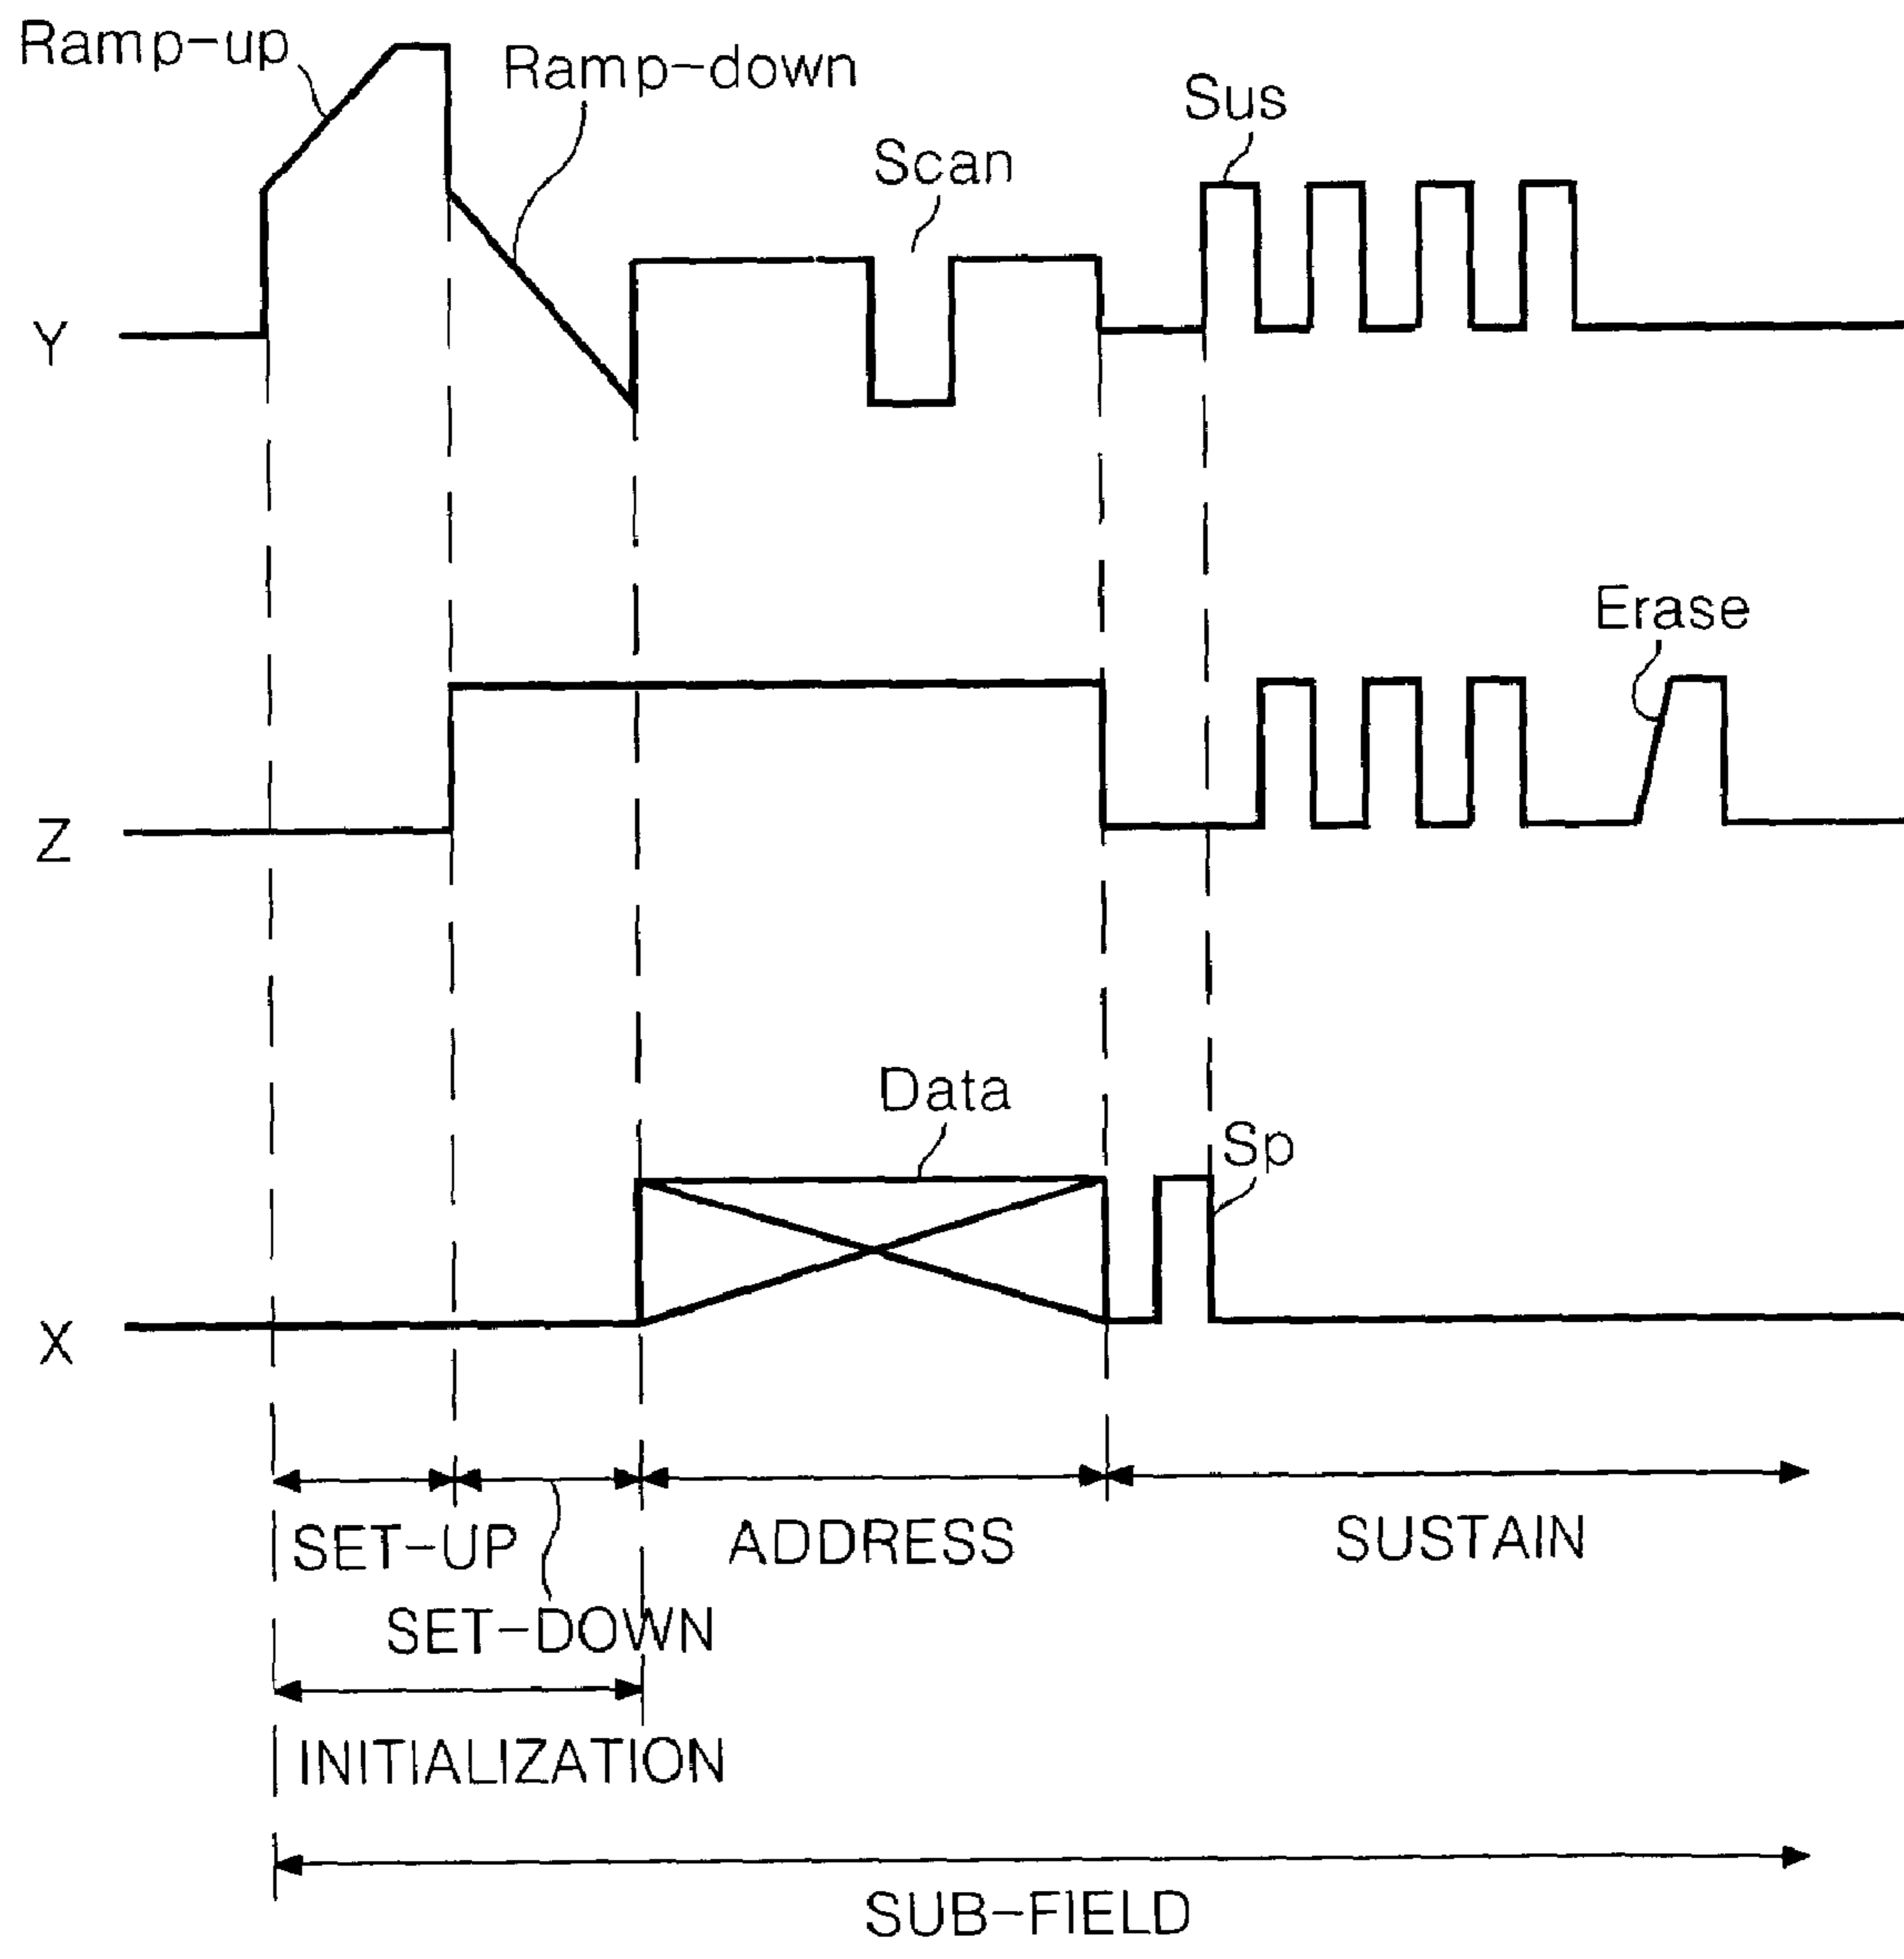 Ramp-up
Ramp-down
Sus
Scan
Y
Erase
Z
Data
Sp
X
SET-UP
ADDRESS
SUSTAIN
SET-DOWN
INITIALIZATION
SUB-FIELD